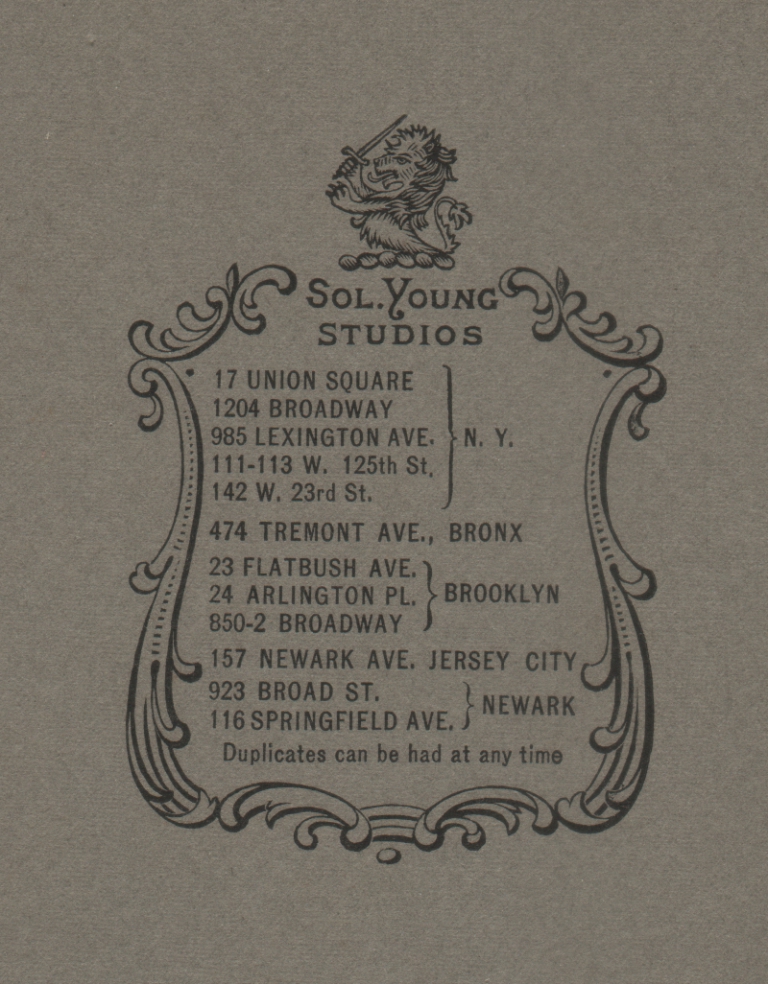 SOL. YOUNG
STUDIOS
17 UNION SQUARE
1204 BROADWAY
985 LEXINGTON AVE.
111-113 W. 125th St.
142 W. 23rd St.
N. Y.
474 TREMONT AVE., BRONX
23 FLATBUSH AVE.
24 ARLINGTON PL.
850-2 BROADWAY
BROOKLYN
157 NEWARK AVE. JERSEY CITY
923 BROAD ST.
116 SPRINGFIELD AVE.
NEWARK
Duplicates can be had at any time